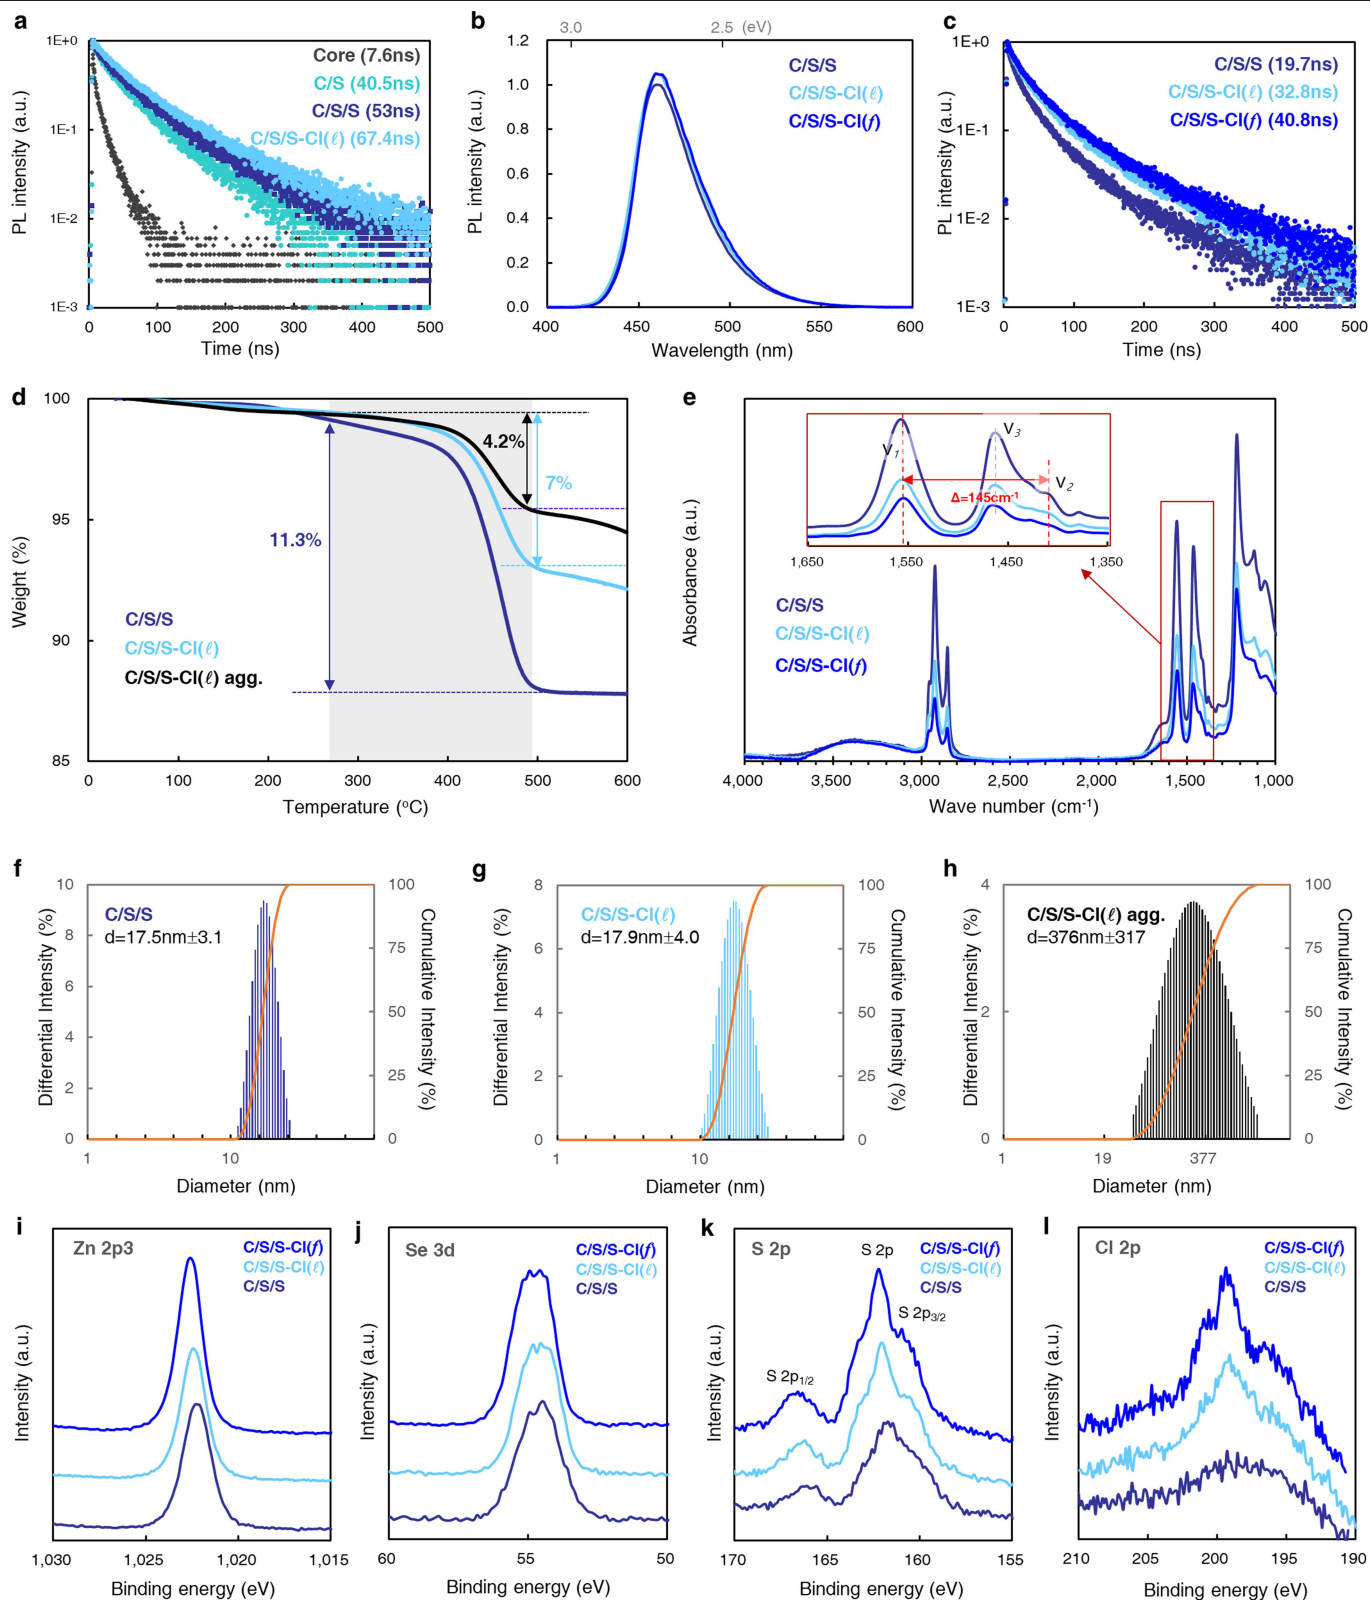 a
1E+0
1E-1
1E-2
1E-3
PL intensity (a.u.)
Core (7.6ns)
C/S (40.5ns)
C/S/S (53ns)
C/S/S-Cl(ℓ) (67.4ns)
0 100 200 300 400 500
Time (ns)
b
3.0 2.5 (eV)
1.2
1.0
0.8
0.6
0.4
0.2
0.0
PL intensity (a.u.)
C/S/S
C/S/S-Cl(ℓ)
C/S/S-Cl(f)
400 450 500 550 600
Wavelength (nm)
c
1E+0
1E-1
1E-2
1E-3
PL intensity (a.u.)
C/S/S (19.7ns)
C/S/S-Cl(ℓ) (32.8ns)
C/S/S-Cl(f) (40.8ns)
0 100 200 300 400 500
Time (ns)
d
100
95
90
85
Weight (%)
4.2%
7%
11.3%
C/S/S
C/S/S-Cl(ℓ)
C/S/S-Cl(ℓ) agg.
0 100 200 300 400 500 600
Temperature (°C)
e
Absorbance (a.u.)
V1
V3
V2
Δ=145cm-1
1,650 1,550 1,450 1,350
C/S/S
C/S/S-Cl(ℓ)
C/S/S-Cl(f)
4,000 3,500 3,000 2,500 2,000 1,500 1,000
Wave number (cm-1)
f
10
8
6
4
2
0
Differential Intensity (%)
C/S/S
d=17.5nm±3.1
100
75
50
25
0
Cumulative Intensity (%)
1 10
Diameter (nm)
g
8
6
4
2
0
Differential Intensity (%)
C/S/S-Cl(ℓ)
d=17.9nm±4.0
100
75
50
25
0
Cumulative Intensity (%)
1 10
Diameter (nm)
h
4
2
0
Differential Intensity (%)
C/S/S-Cl(ℓ) agg.
d=376nm±317
100
75
50
25
0
Cumulative Intensity (%)
1 19 377
Diameter (nm)
i
Zn 2p3
C/S/S-Cl(f)
C/S/S-Cl(ℓ)
C/S/S
Intensity (a.u.)
1,030 1,025 1,020 1,015
Binding energy (eV)
j
Se 3d
C/S/S-Cl(f)
C/S/S-Cl(ℓ)
C/S/S
Intensity (a.u.)
60 55 50
Binding energy (eV)
k
S 2p
S 2p
C/S/S-Cl(f)
C/S/S-Cl(ℓ)
C/S/S
S 2p3/2
S 2p1/2
Intensity (a.u.)
170 165 160 155
Binding energy (eV)
l
Cl 2p
C/S/S-Cl(f)
C/S/S-Cl(ℓ)
C/S/S
Intensity (a.u.)
210 205 200 195 190
Binding energy (eV)